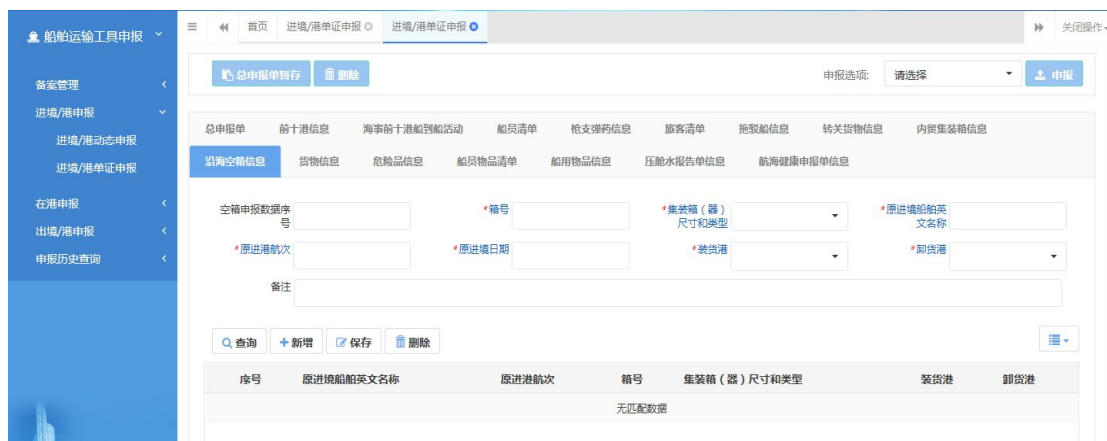 船舶运输工具申报
备案管理
进境/港申报
进境/港动态申报
进境/港单证申报
在港申报
出境/港申报
申报历史查询
首页 进境/港单证申报 进境/港单证申报 关闭操作
总申报单暂存 删除 申报选项: 请选择 申报
总申报单 前十港信息 海事前十港船到船活动 船员清单 枪支弹药信息 旅客清单 拖驳船信息 转关货物信息 内贸集装箱信息
沿海空箱信息 货物信息 危险品信息 船员物品清单 船用物品信息 压舱水报告单信息 航海健康申报单信息
空箱申报数据序号 *箱号 *集装箱（器）尺寸和类型 *原进境船舶英文名称
*原进港航次 *原进境日期 *装货港 *卸货港
备注
查询 新增 保存 删除
序号 原进境船舶英文名称 原进港航次 箱号 集装箱（器）尺寸和类型 装货港 卸货港
无匹配数据